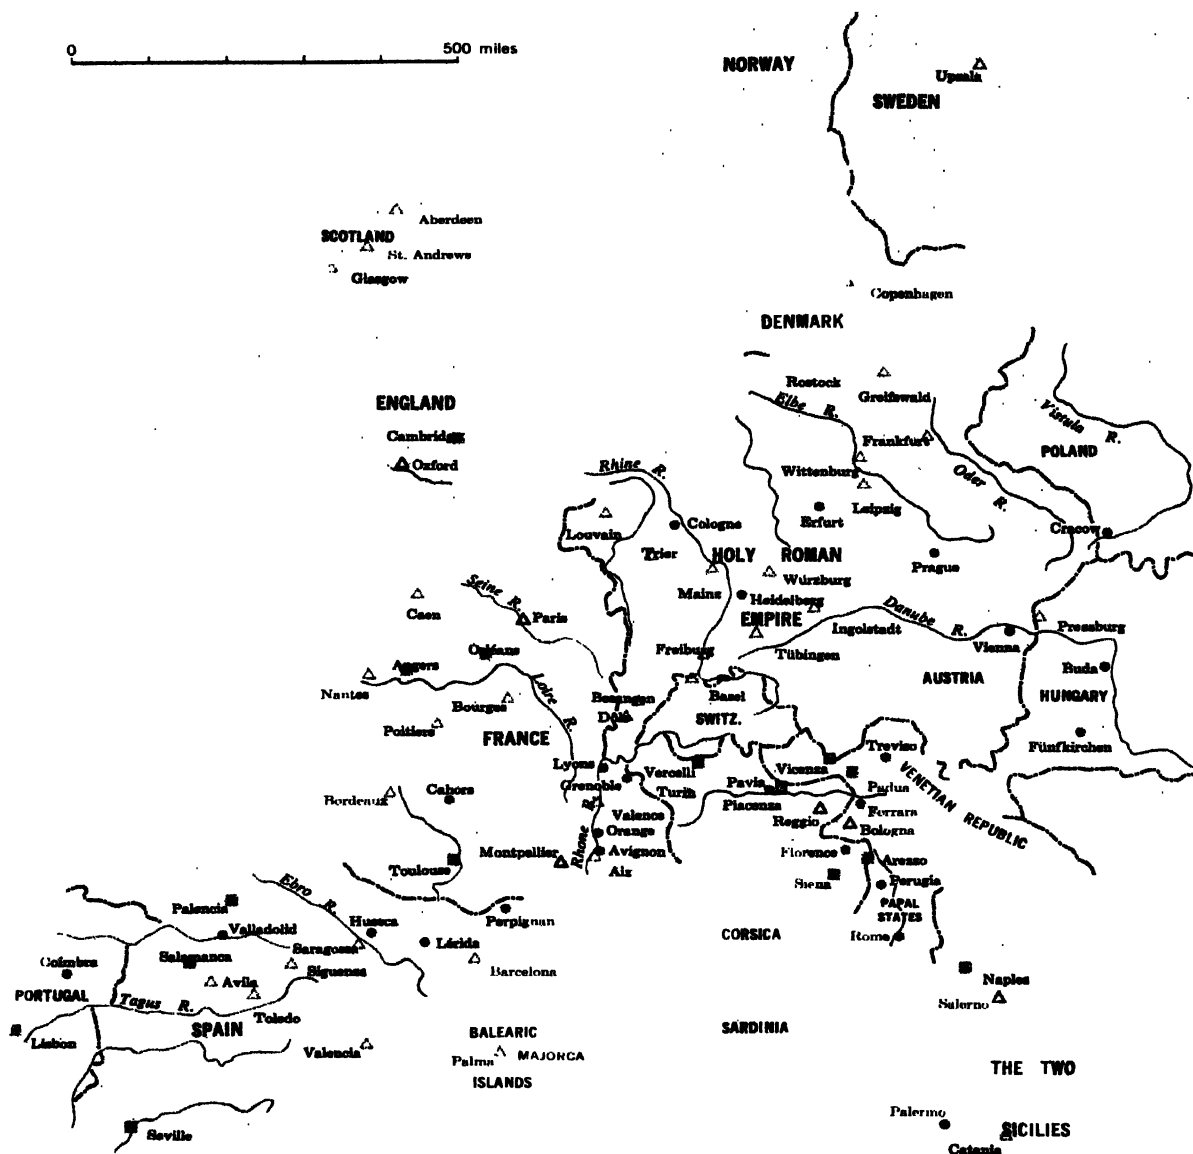 0 500 miles
NORWAY
Upsala
SWEDEN
Aberdeen
SCOTLAND
St. Andrews
Glasgow
Copenhagen
DENMARK
Rostock
Greifswald
Elbe R.
ENGLAND
Vistula R.
Cambridge
Frankfurt
POLAND
Oxford
Rhine R.
Wittenburg
Oder R.
Leipzig
Erfurt
Cologne
Cracow
Louvain
Trier
HOLY ROMAN
Prague
Würzburg
Mainz
Seine R.
Heidelberg
Caen
Paris
EMPIRE
Danube R.
Ingolstadt
Pressburg
Vienna
Orléans
Freiburg
Tübingen
Angers
Buda
Nantes
AUSTRIA
HUNGARY
Loire R.
Besançon
Basel
Bourges
Dôle
SWITZ.
Poitiers
FRANCE
Treviso
Fünfkirchen
Lyons
Vercelli
Vicenza
VENETIAN REPUBLIC
Grenoble
Turin
Pavia
Padua
Bordeaux
Cahors
Piacenza
Rhone R.
Valence
Reggio
Ferrara
Orange
Bologna
Montpellier
Avignon
Florence
Arezzo
Toulouse
Aix
Siena
Perugia
Ebro R.
PAPAL
STATES
Palencia
Huesca
Perpignan
Valladolid
Lérida
CORSICA
Rome
Saragossa
Salamanca
Coimbra
Siguenza
Barcelona
Avila
Naples
PORTUGAL
Tagus R.
Salerno
Toledo
SPAIN
BALEARIC
SARDINIA
Lisbon
Valencia
Palma
MAJORCA
ISLANDS
THE TWO
Palermo
Seville
SICILIES
Catania